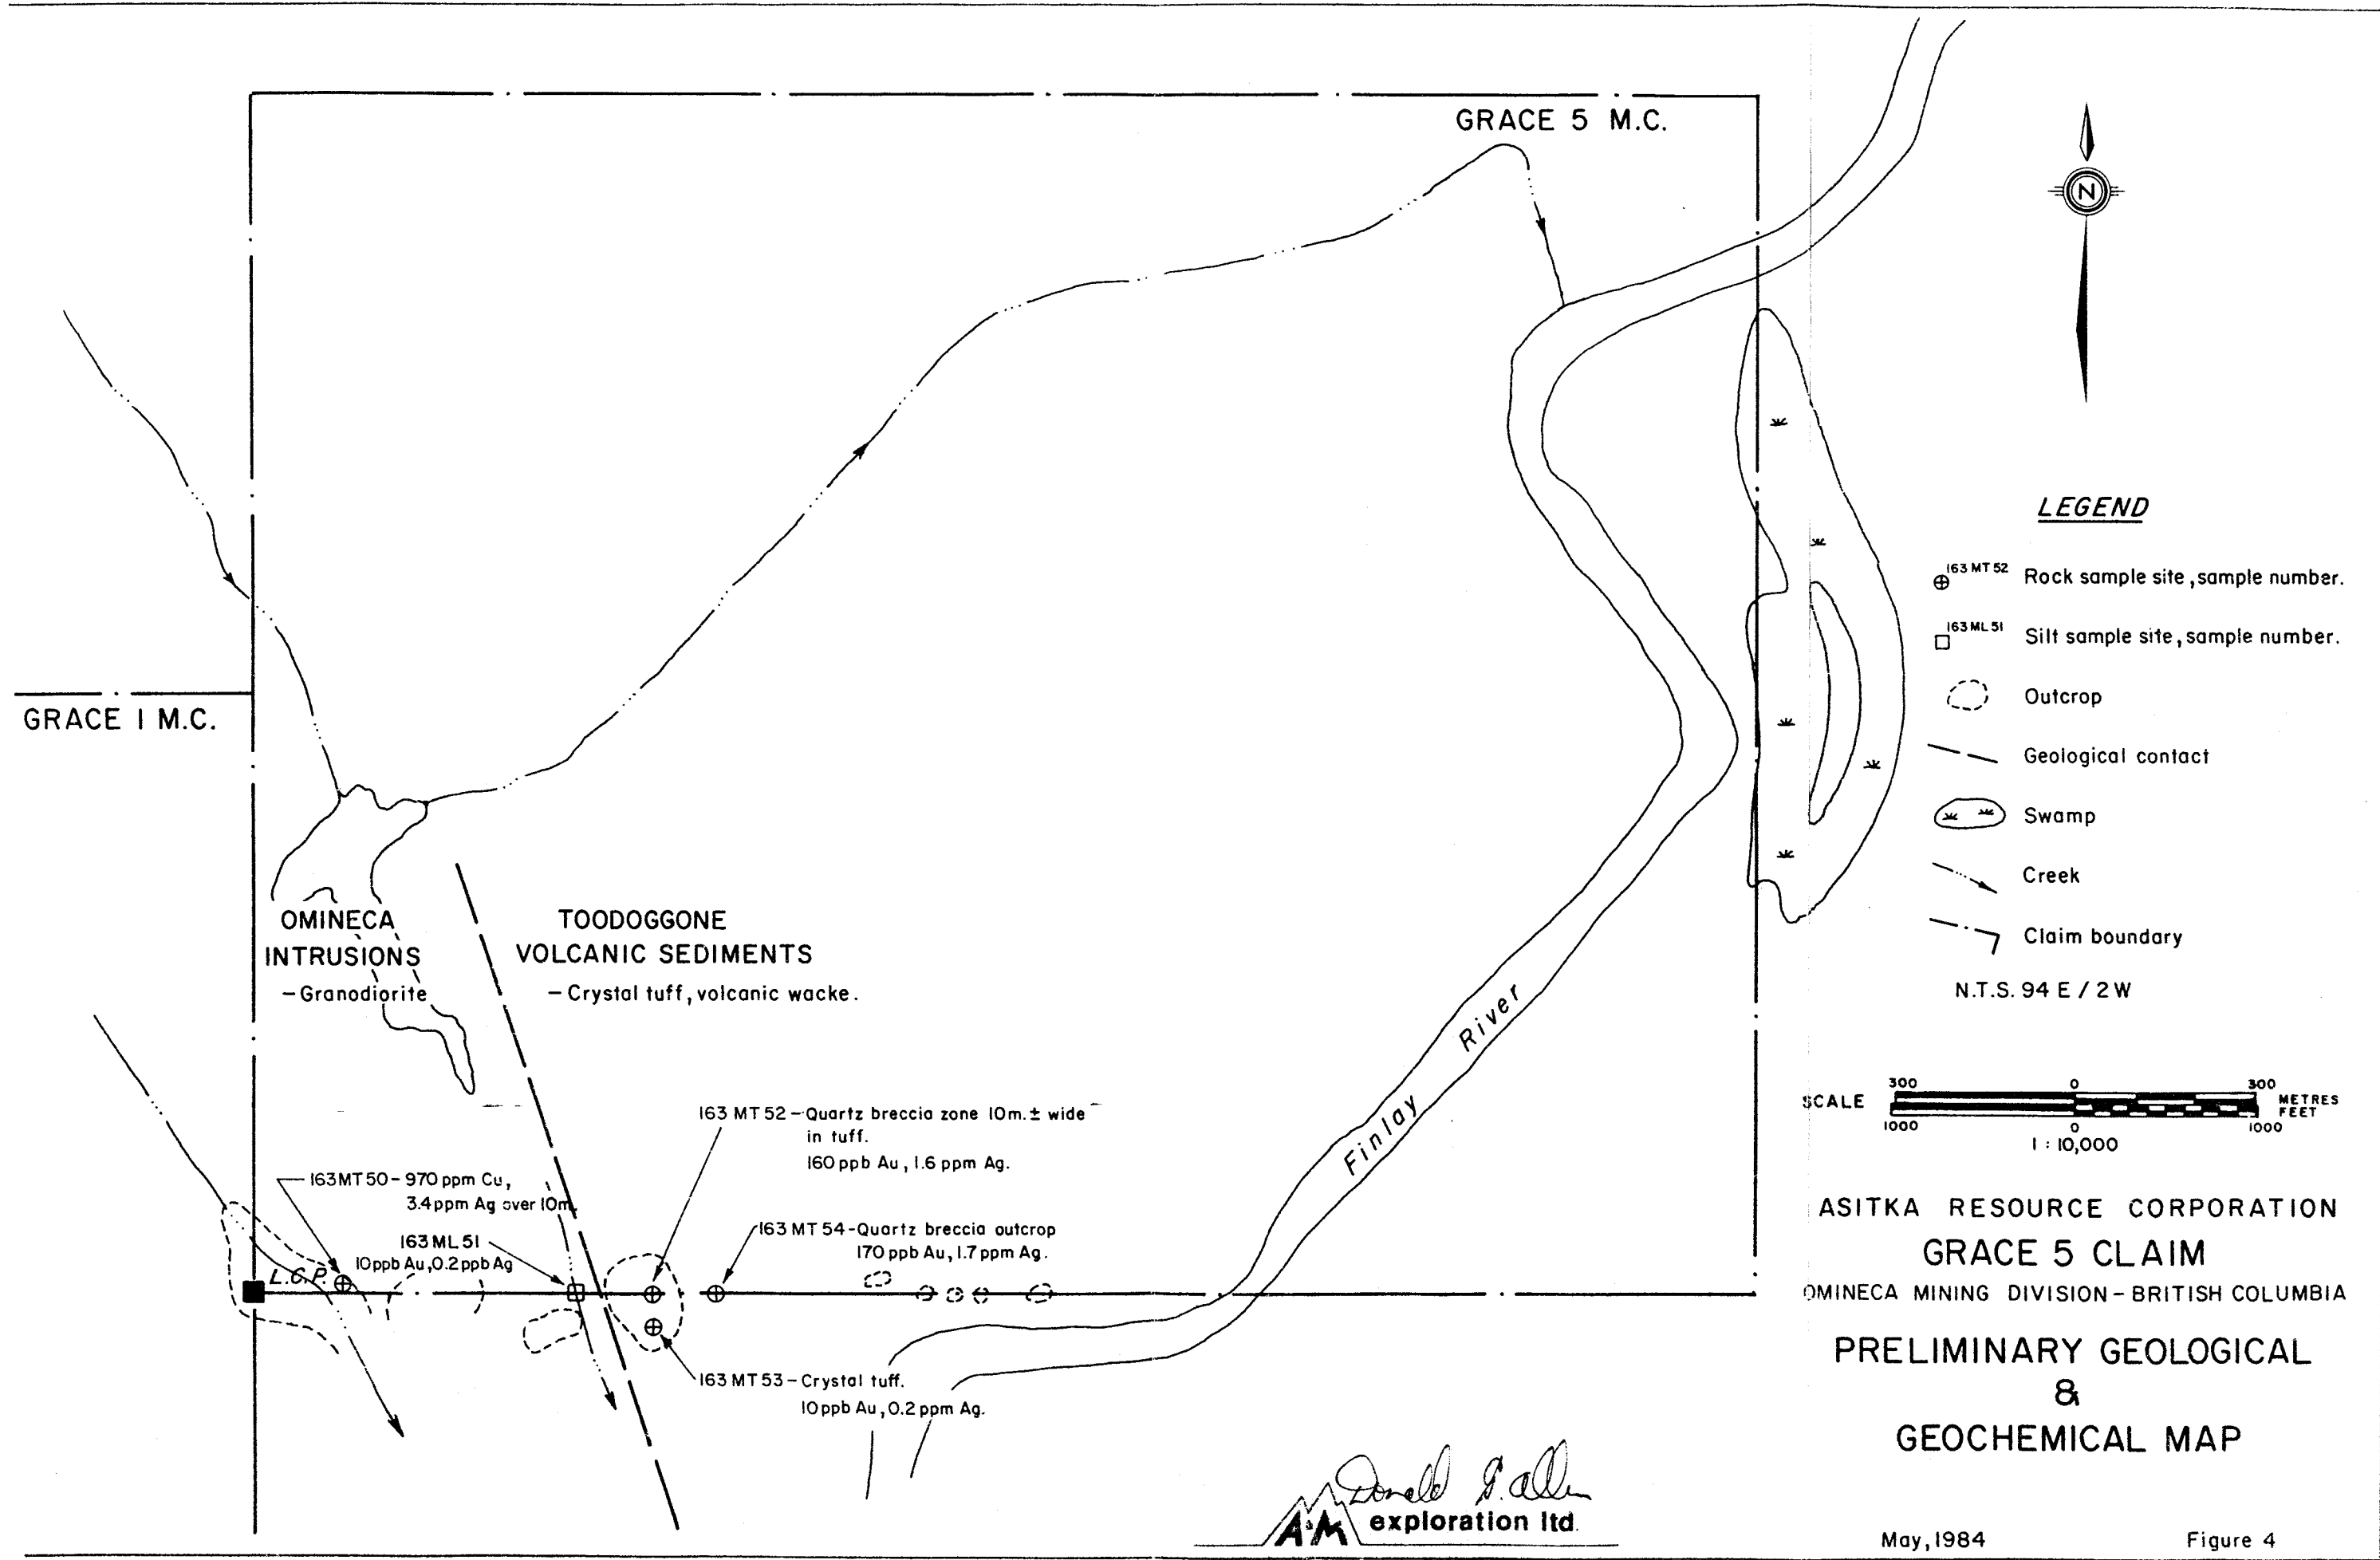 GRACE 5 M.C.
N
GRACE 1 M.C.
OMINECA
INTRUSIONS
-Granodiorite
TOODOGGONE
VOLCANIC SEDIMENTS
- Crystal tuff, volcanic wacke.
163 MT 52 - Quartz breccia zone 10m.± wide
in tuff.
160 ppb Au, 1.6 ppm Ag.
163MT50 - 970 ppm Cu,
3.4 ppm Ag over 10m.
163 ML 51
10ppb Au, 0.2 ppb Ag
163 MT 54 - Quartz breccia outcrop
170 ppb Au, 1.7 ppm Ag.
L.C.P.
163 MT 53 - Crystal tuff.
10 ppb Au, 0.2 ppm Ag.
Finlay River
LEGEND
163 MT 52 Rock sample site, sample number.
163 ML 51 Silt sample site, sample number.
Outcrop
Geological contact
Swamp
Creek
Claim boundary
N.T.S. 94 E / 2 W
300 0 300
SCALE METRES
FEET
1000 0 1000
1 : 10,000
ASITKA RESOURCE CORPORATION
GRACE 5 CLAIM
OMINECA MINING DIVISION - BRITISH COLUMBIA
PRELIMINARY GEOLOGICAL
&
GEOCHEMICAL MAP
Donald G. Allen
A&M exploration ltd.
May, 1984 Figure 4